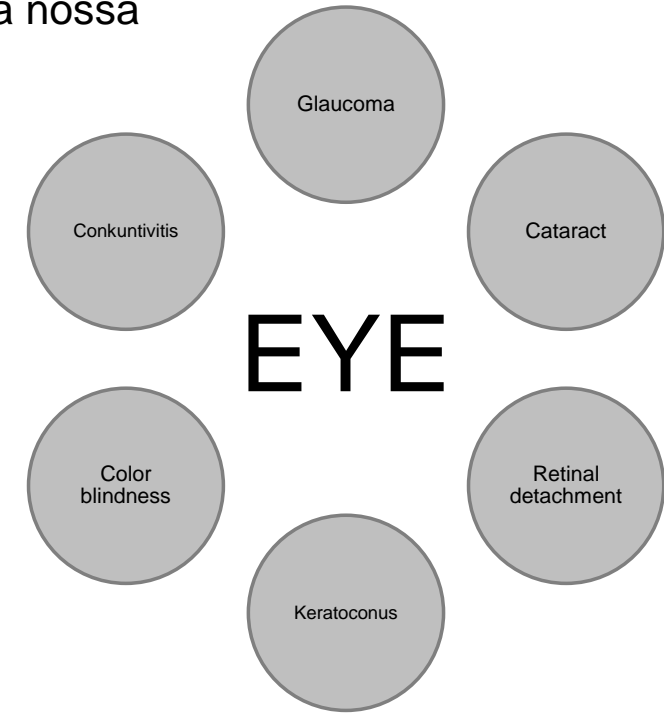 a nossa
Glaucoma
Conkuntivitis
Cataract
EYE
Color
blindness
Retinal
detachment
Keratoconus